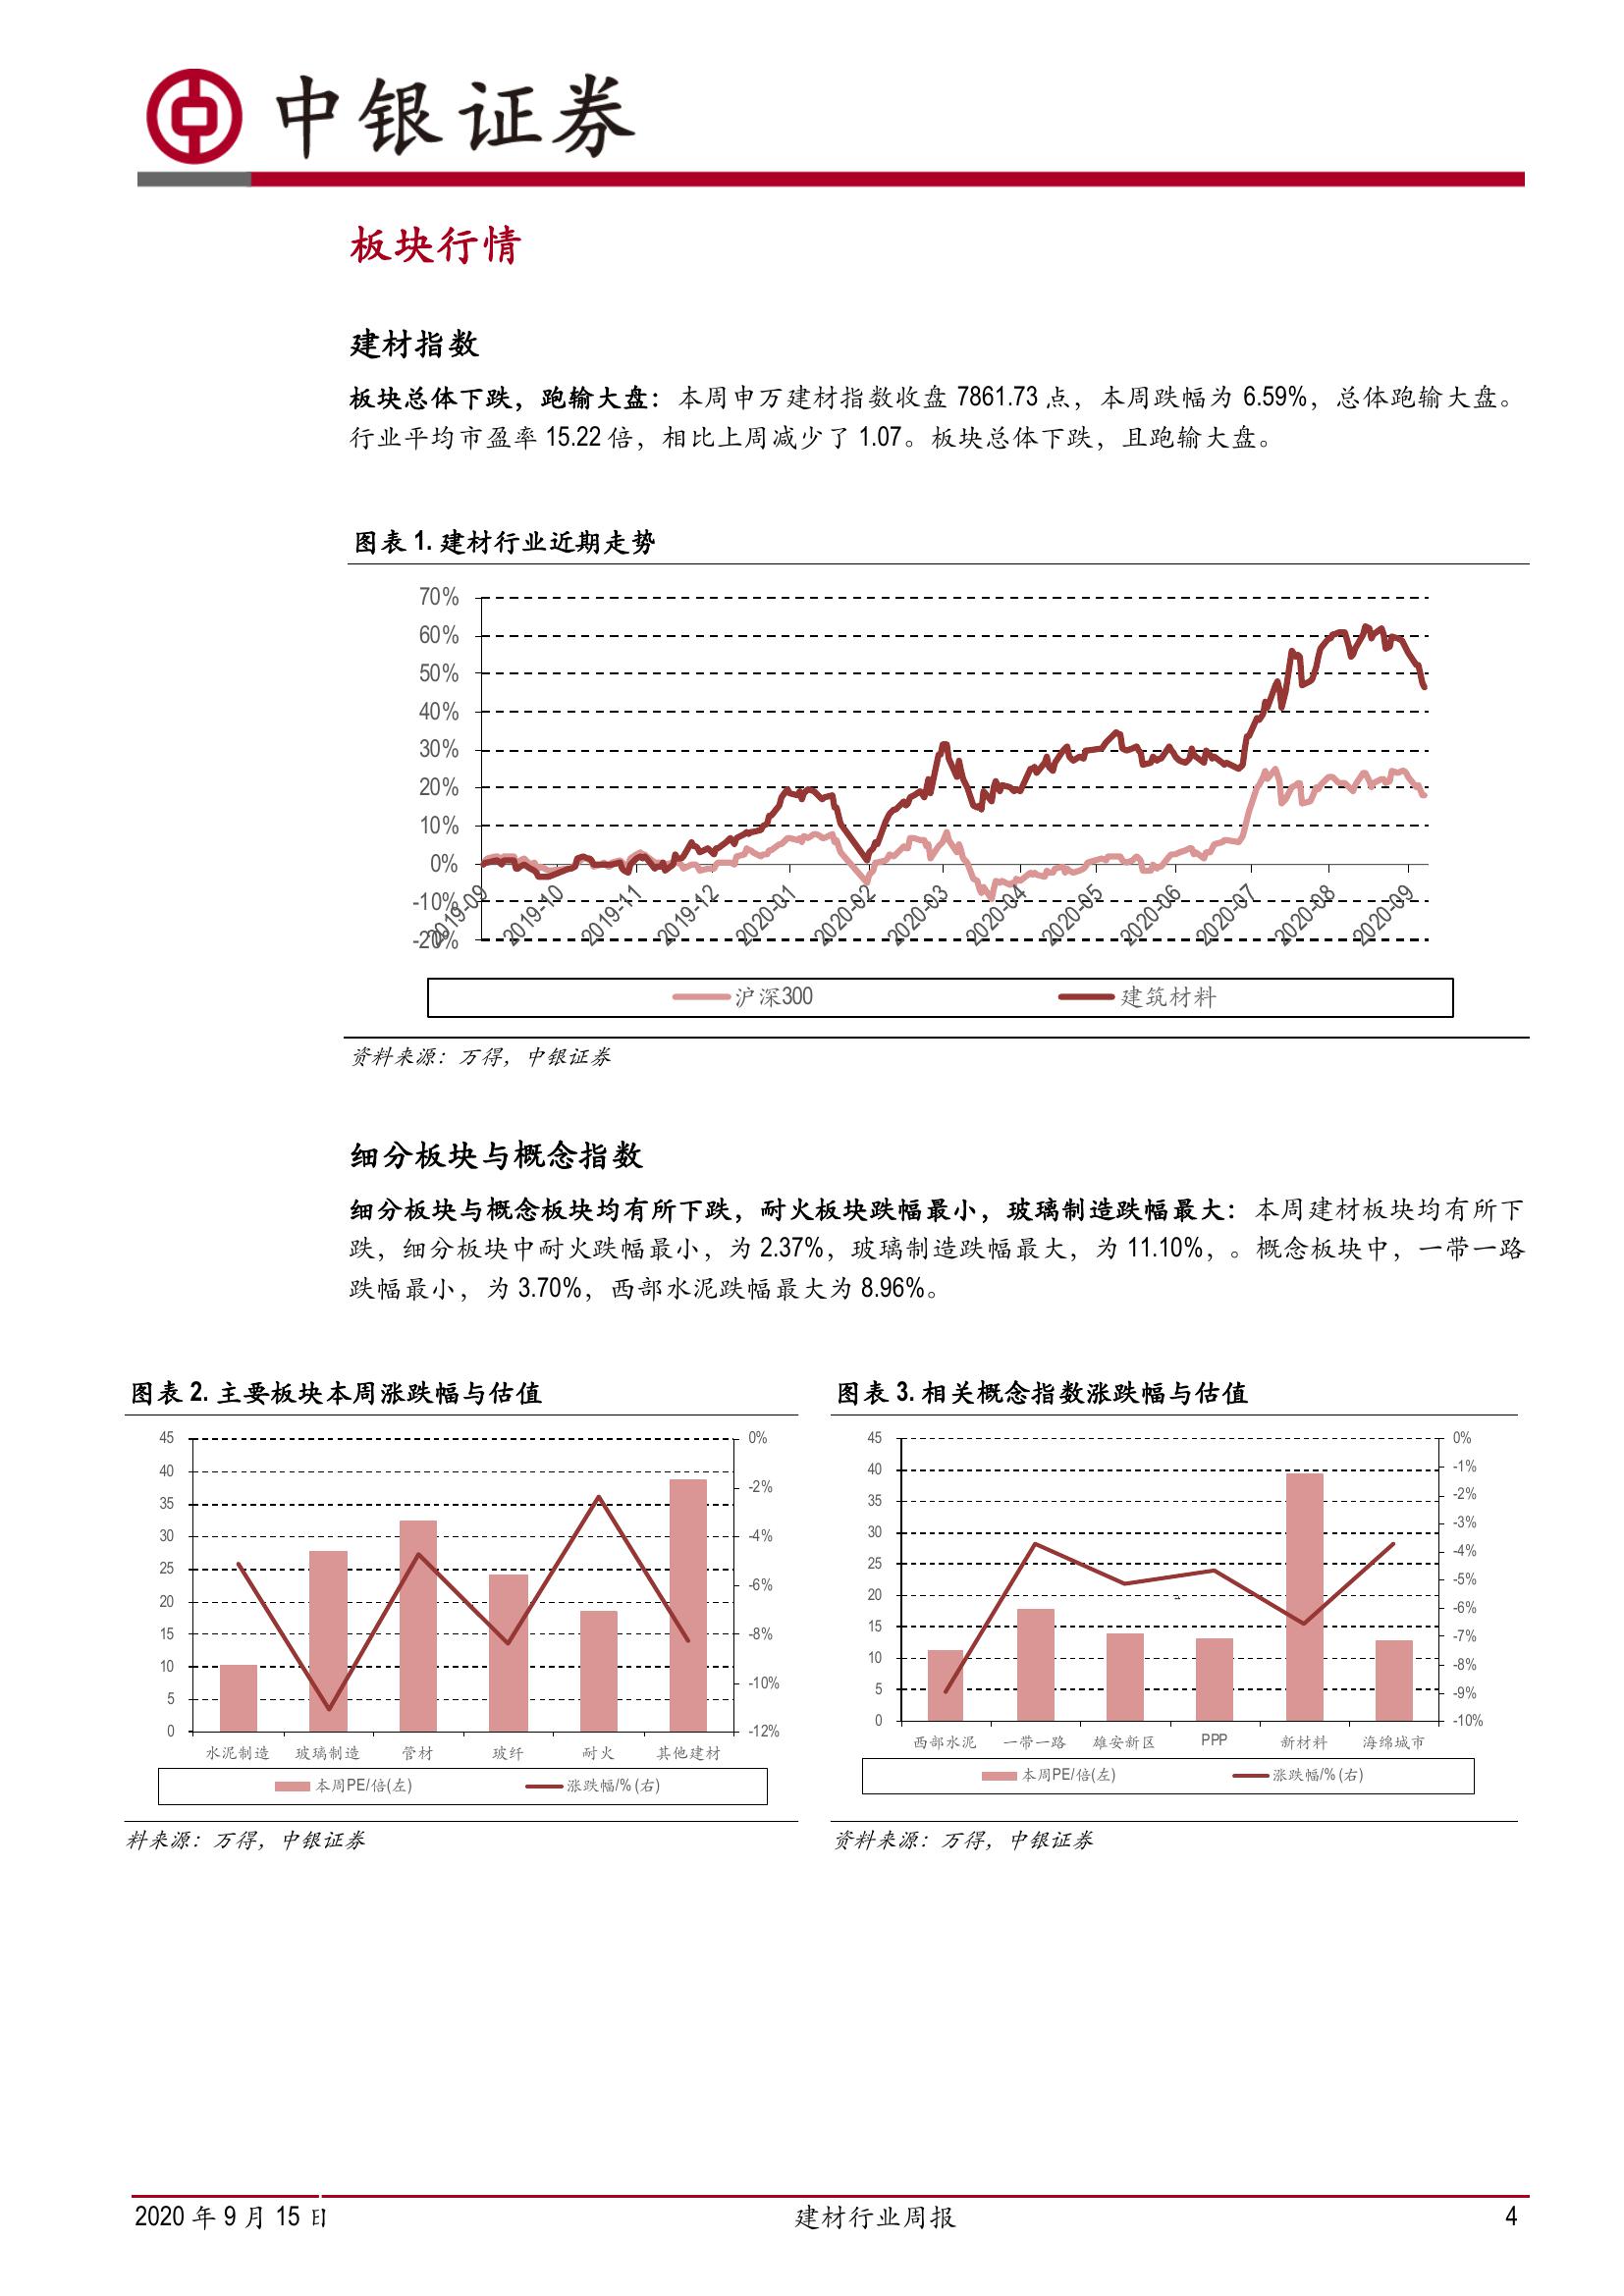 中银证券
板块行情
建材指数
板块总体下跌，跑输大盘：本周申万建材指数收盘 7861.73 点，本周跌幅为 6.59%，总体跑输大盘。
行业平均市盈率 15.22 倍，相比上周减少了 1.07。板块总体下跌，且跑输大盘。
图表 1. 建材行业近期走势
70%
60%
50%
40%
30%
20%
10%
0%
-10%
-20%
2019-09 2019-10 2019-11 2019-12 2020-01 2020-02 2020-03 2020-04 2020-05 2020-06 2020-07 2020-08 2020-09
沪深300 建筑材料
资料来源：万得，中银证券
细分板块与概念指数
细分板块与概念板块均有所下跌，耐火板块跌幅最小，玻璃制造跌幅最大：本周建材板块均有所下
跌，细分板块中耐火跌幅最小，为 2.37%，玻璃制造跌幅最大，为 11.10%，。概念板块中，一带一路
跌幅最小，为 3.70%，西部水泥跌幅最大为 8.96%。
图表 2. 主要板块本周涨跌幅与估值
45
40
35
30
25
20
15
10
5
0
0%
-2%
-4%
-6%
-8%
-10%
-12%
水泥制造 玻璃制造 管材 玻纤 耐火 其他建材
本周PE/倍(左) 涨跌幅/%(右)
料来源：万得，中银证券
图表 3. 相关概念指数涨跌幅与估值
45
40
35
30
25
20
15
10
5
0
0%
-1%
-2%
-3%
-4%
-5%
-6%
-7%
-8%
-9%
-10%
西部水泥 一带一路 雄安新区 PPP 新材料 海绵城市
本周PE/倍(左) 涨跌幅/%(右)
资料来源：万得，中银证券
2020 年 9 月 15 日 建材行业周报 4